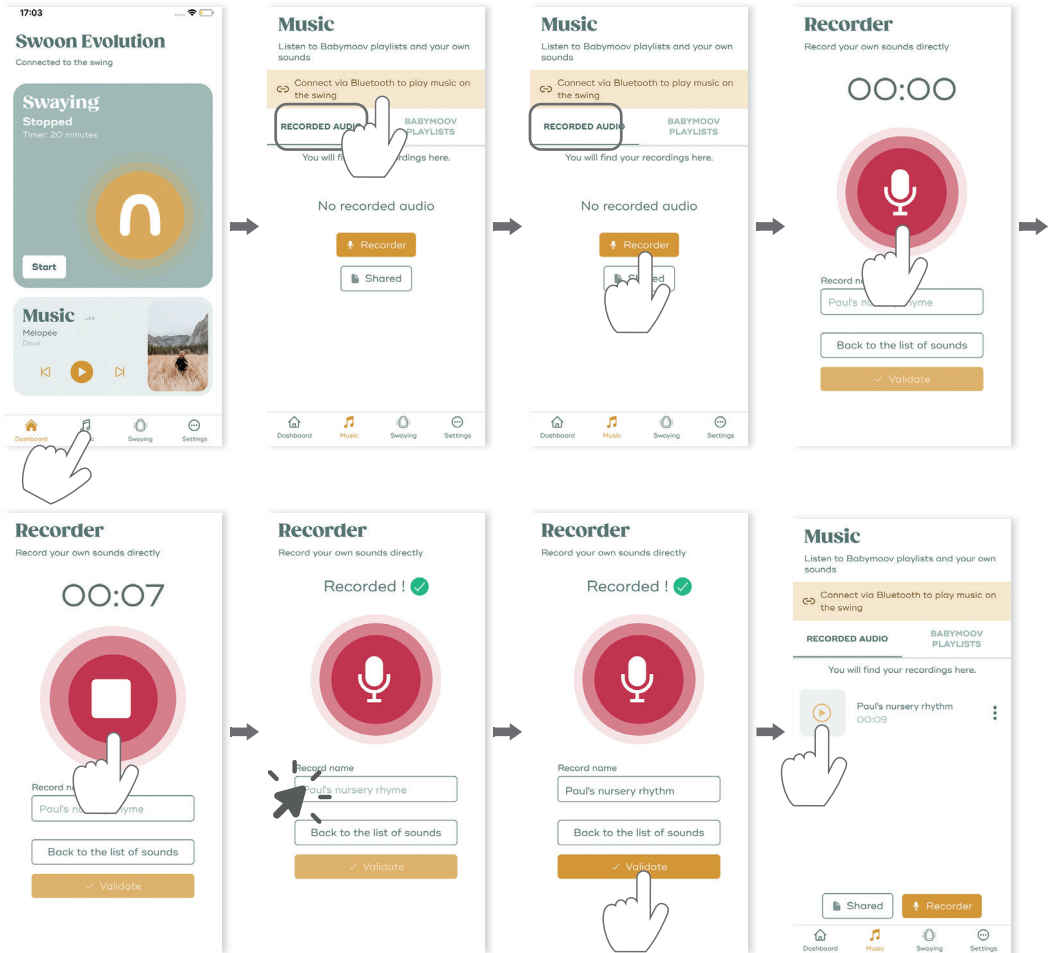 17:03
Swoon Evolution
Connected to the swing
Swaying
Stopped
Timer: 20 minutes
Start
Music
Mélopée
Doux
Dashboard
Swaying
Settings
Music
Listen to Babymoov playlists and your own
sounds
Connect via Bluetooth to play music on
the swing
RECORDED AUDIO
BABYMOOV
PLAYLISTS
You will find your recordings here.
No recorded audio
Recorder
Shared
Dashboard
Music
Swaying
Settings
Music
Listen to Babymoov playlists and your own
sounds
Connect via Bluetooth to play music on
the swing
RECORDED AUDIO
BABYMOOV
PLAYLISTS
You will find your recordings here.
No recorded audio
Recorder
Shared
Dashboard
Music
Swaying
Settings
Recorder
Record your own sounds directly
00:00
Record
Paul's
Back to the list of sounds
Validate
Recorder
Record your own sounds directly
00:07
Record
Paul's
Back to the list of sounds
Validate
Recorder
Record your own sounds directly
Recorded !
Record name
Paul's nursery rhyme
Back to the list of sounds
Validate
Recorder
Record your own sounds directly
Recorded !
Record name
Paul's nursery rhythm
Back to the list of sounds
Validate
Music
Listen to Babymoov playlists and your own
sounds
Connect via Bluetooth to play music on
the swing
RECORDED AUDIO
BABYMOOV
PLAYLISTS
You will find your recordings here.
Paul's nursery rhythm
00:09
Shared
Recorder
Dashboard
Music
Swaying
Settings